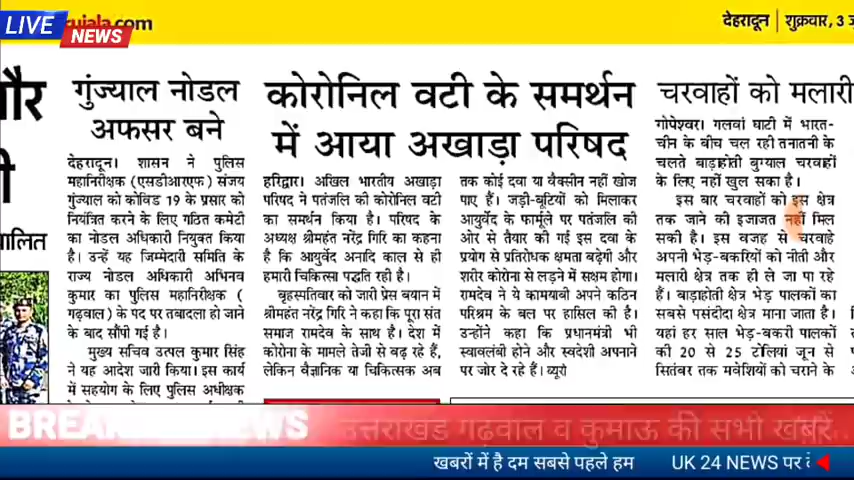 LIVE
NEWS
rujala.com
देहरादून
शुक्रवार, 3
गुंज्याल नोडल
अफसर बने
देहरादून। शासन ने पुलिस
महानिरीक्षक (एसडीआरएफ) संजय
गुंज्याल को कोविड 19 के प्रसार को
नियंत्रित करने के लिए गठित कमेटी
का नोडल अधिकारी नियुक्त किया
है। उन्हें यह जिम्मेदारी समिति के
राज्य नोडल अधिकारी अभिनव
कुमार का पुलिस महानिरीक्षक (
गढ़वाल) के पद पर तबादला हो जाने
के बाद सौंपी गई है।
मुख्य सचिव उत्पल कुमार सिंह
ने यह आदेश जारी किया। इस कार्य
में सहयोग के लिए पुलिस अधीक्षक
कोरोनिल वटी के समर्थन
में आया अखाड़ा परिषद
हरिद्वार। अखिल भारतीय अखाड़ा
परिषद ने पतंजलि की कोरोनिल वटी
का समर्थन किया है। परिषद के
अध्यक्ष श्रीमहंत नरेंद्र गिरि का कहना
है कि आयुर्वेद अनादि काल से ही
हमारी चिकित्सा पद्धति रही है।
बृहस्पतिवार को जारी प्रेस बयान में
श्रीमहंत नरेंद्र गिरि ने कहा कि पूरा संत
समाज रामदेव के साथ है। देश में
कोरोना के मामले तेजी से बढ़ रहे हैं,
लेकिन वैज्ञानिक या चिकित्सक अब
तक कोई दवा या वैक्सीन नहीं खोज
पाए हैं। जड़ी-बूटियों को मिलाकर
आयुर्वेद के फार्मूले पर पतंजलि की
ओर से तैयार की गई इस दवा के
प्रयोग से प्रतिरोधक क्षमता बढ़ेगी और
शरीर कोरोना से लड़ने में सक्षम होगा।
रामदेव ने ये कामयाबी अपने कठिन
परिश्रम के बल पर हासिल की है।
उन्होंने कहा कि प्रधानमंत्री भी
स्वावलंबी होने और स्वदेशी अपनाने
पर जोर दे रहे हैं। ब्यूरो
चरवाहों को मलारी
गोपेश्वर। गलवां घाटी में भारत-
चीन के बीच चल रही तनातनी के
चलते बाड़ाहोती बुग्याल चरवाहों
के लिए नहीं खुल सका है।
इस बार चरवाहों को इस क्षेत्र
तक जाने की इजाजत नहीं मिल
सकी है। इस वजह से चरवाहे
अपनी भेड़-बकरियों को नीती और
मलारी क्षेत्र तक ही ले जा पा रहे
हैं। बाड़ाहोती क्षेत्र भेड़ पालकों का
सबसे पसंदीदा क्षेत्र माना जाता है।
यहां हर साल भेड़-बकरी पालकों
की 20 से 25 टोलियां जून से
सितंबर तक मवेशियों को चराने के
BREAKING NEWS
उत्तराखंड गढ़वाल व कुमाऊ की सभी खबरें
खबरों में है दम सबसे पहले हम
UK 24 NEWS पर